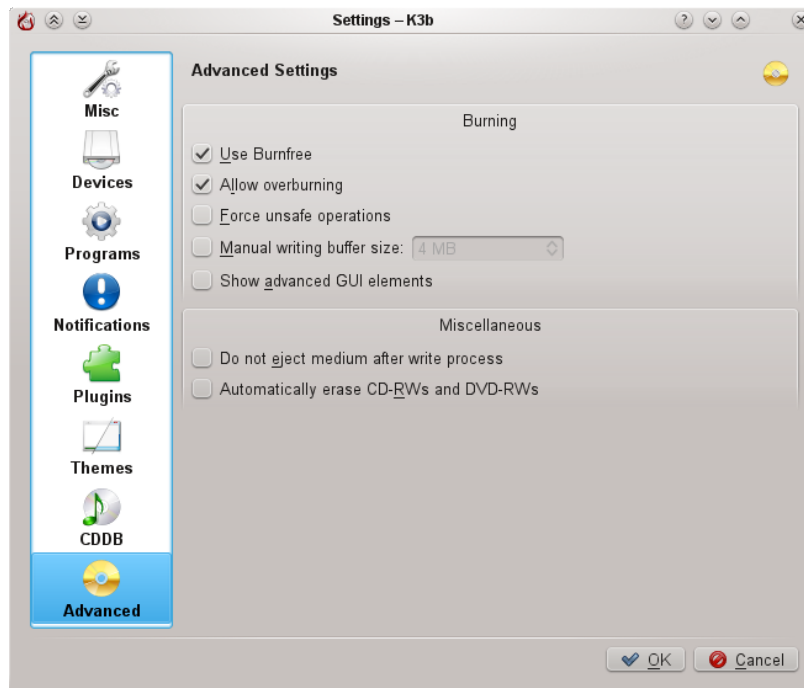 Settings – K3b
Misc
Devices
Programs
Notifications
Plugins
Themes
CDDB
Advanced
Advanced Settings
Burning
Use Burnfree
Allow overburning
Force unsafe operations
Manual writing buffer size: 4 MB
Show advanced GUI elements
Miscellaneous
Do not eject medium after write process
Automatically erase CD-RWs and DVD-RWs
OK Cancel